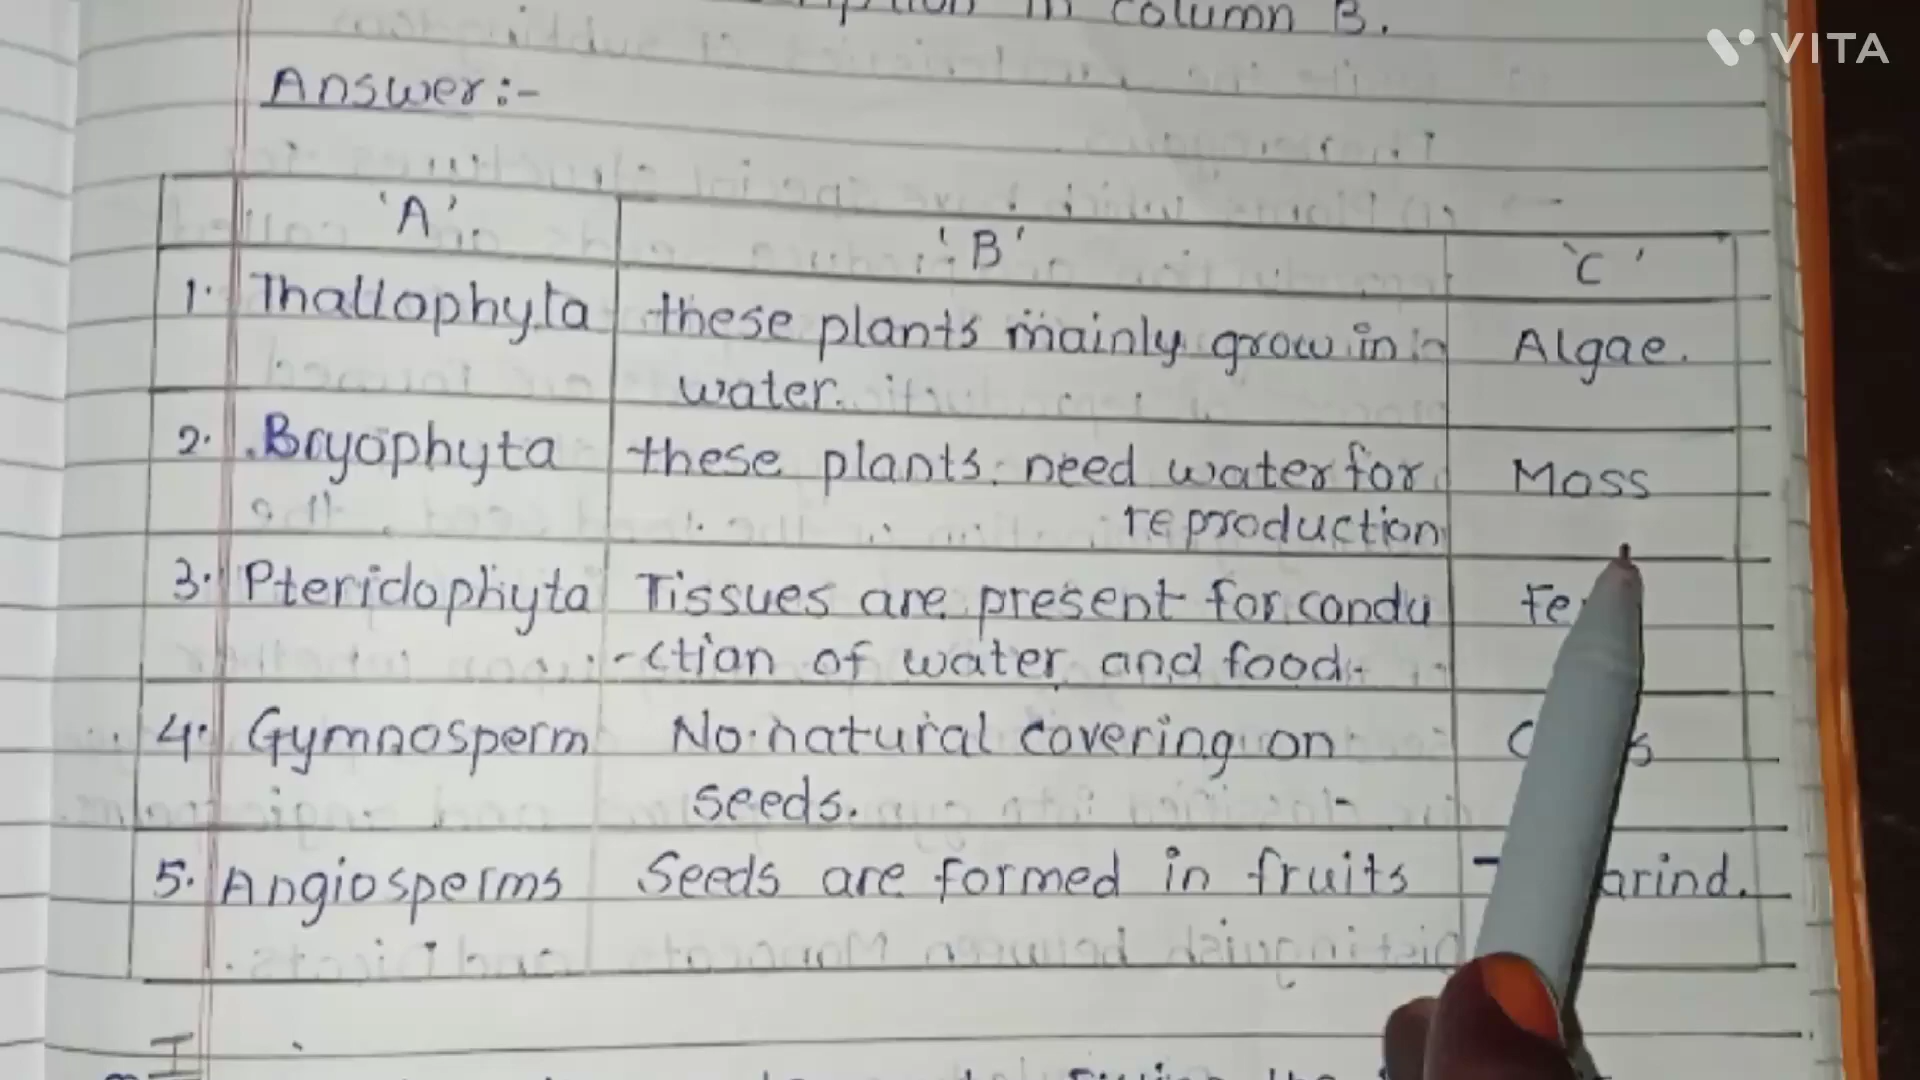 in column B.
VITA
Answer:-
'A' 'B' 'C'
1. Thallophyta these plants mainly grow in Algae.
water.
2. Bryophyta these plants need water for Moss
reproduction
3. Pteridophyta Tissues are present for condu
-ction of water and food.
4. Gymnosperm No natural covering on
seeds.
5. Angiosperms Seeds are formed in fruits